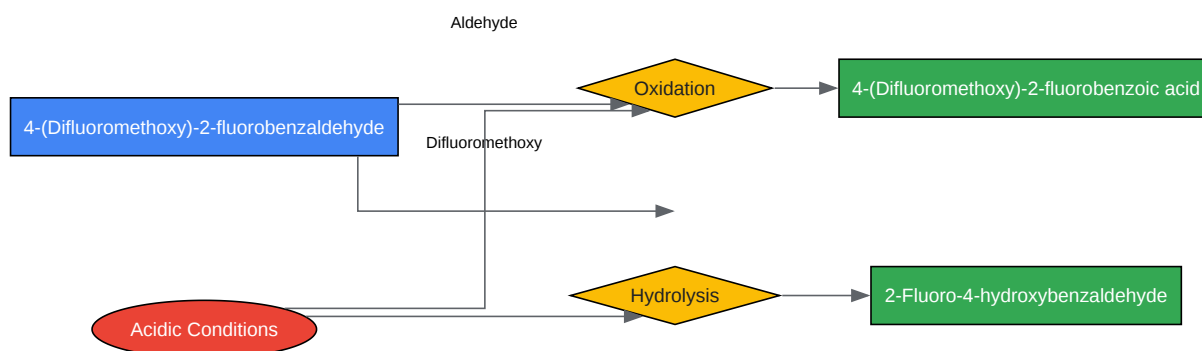 Aldehyde
Oxidation
4-(Difluoromethoxy)-2-fluorobenzoic acid
4-(Difluoromethoxy)-2-fluorobenzaldehyde
Difluoromethoxy
Hydrolysis
2-Fluoro-4-hydroxybenzaldehyde
Acidic Conditions